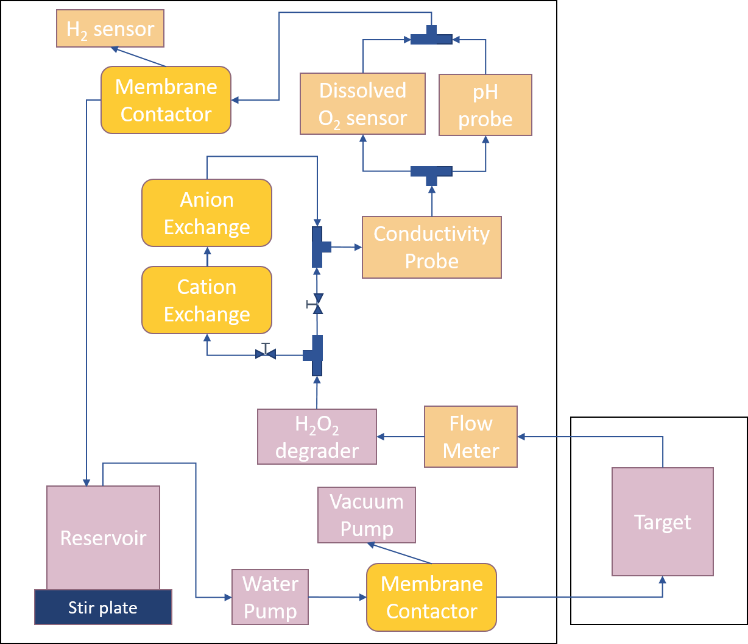 H₂ sensor
Membrane
Contactor
Dissolved
O₂ sensor
pH
probe
Anion
Exchange
Conductivity
Probe
Cation
Exchange
H₂O₂
degrader
Flow
Meter
Vacuum
Pump
Reservoir
Target
Water
Pump
Membrane
Contactor
Stir plate